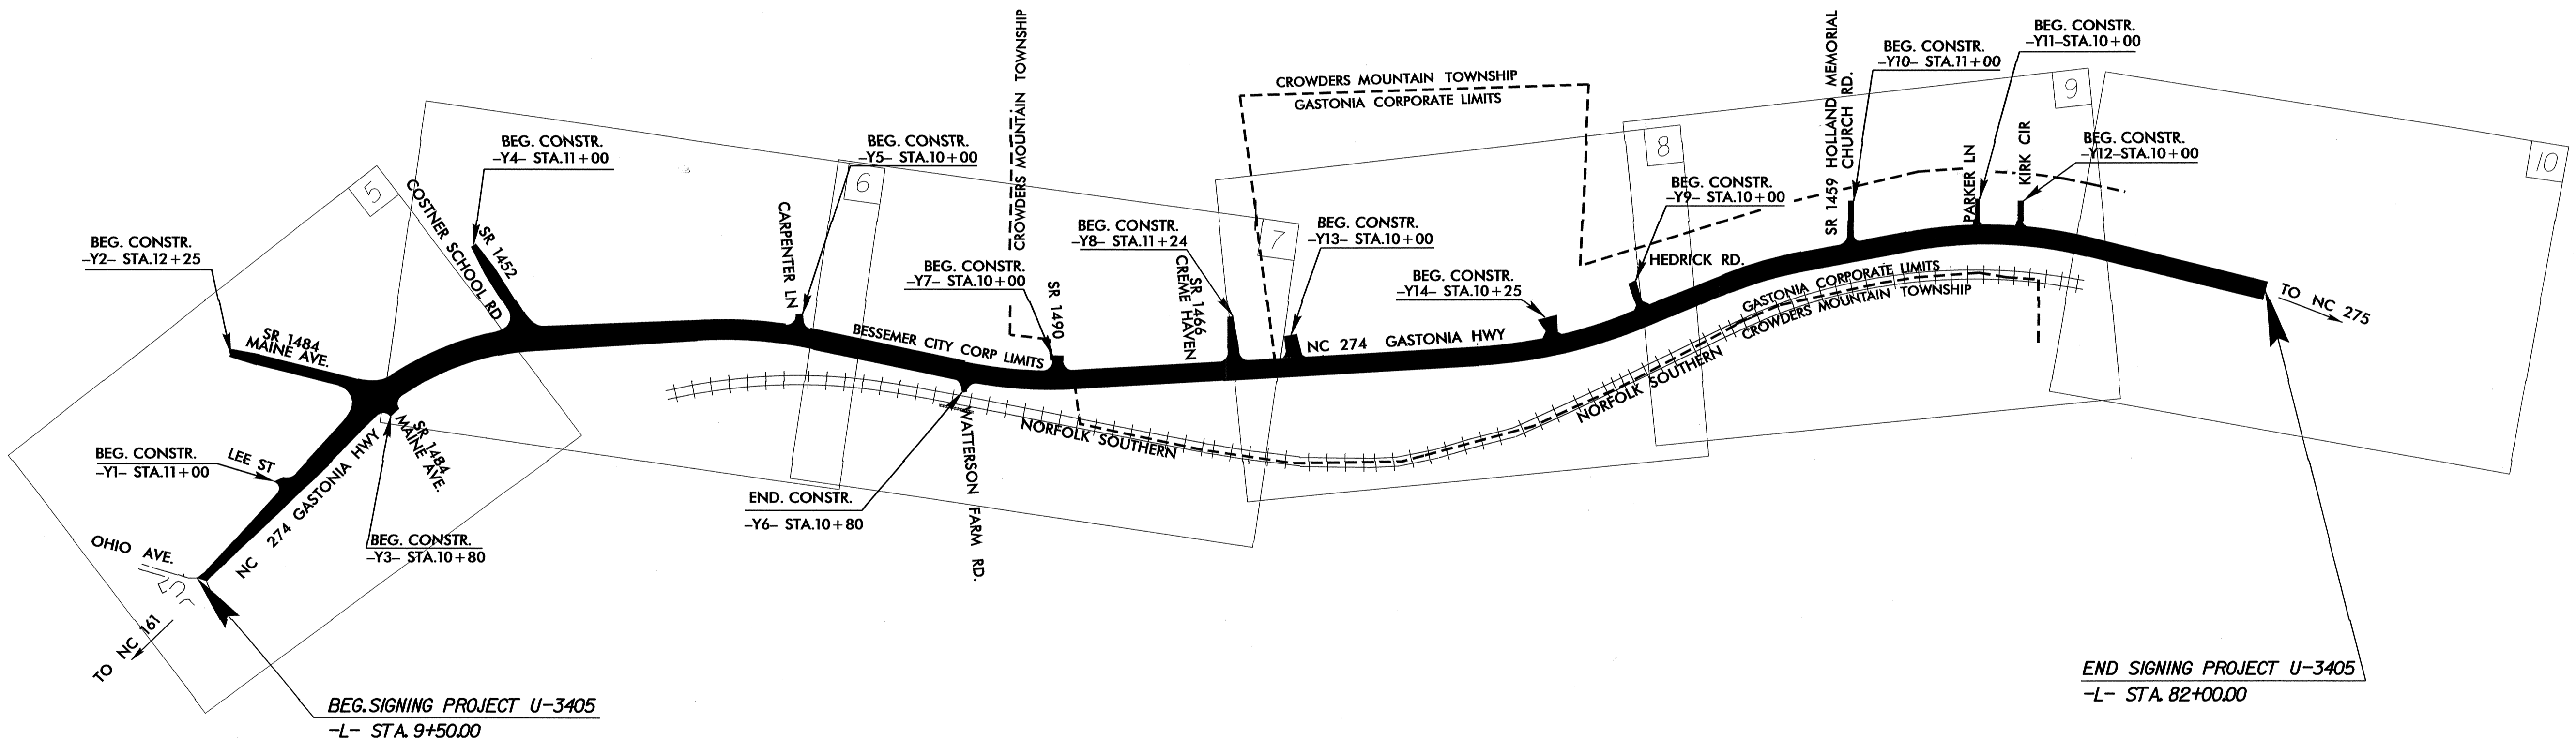 CROWDERS MOUNTAIN TOWNSHIP
CROWDERS MOUNTAIN TOWNSHIP
GASTONIA CORPORATE LIMITS
SR 1459 HOLLAND MEMORIAL
CHURCH RD.
BEG. CONSTR.
-Y10- STA.11+00
BEG. CONSTR.
-Y11-STA.10+00
9
10
BEG. CONSTR.
-Y4- STA.11+00
BEG. CONSTR.
-Y5- STA.10+00
8
PARKER LN
KIRK CIR
BEG. CONSTR.
-Y12-STA.10+00
5
6
7
COSTNER SCHOOL RD
SR 1452
CARPENTER LN
BEG. CONSTR.
-Y2- STA.12+25
BEG. CONSTR.
-Y7- STA.10+00
SR 1490
BEG. CONSTR.
-Y8- STA.11+24
SR 1466
CREME HAVEN
BEG. CONSTR.
-Y13- STA.10+00
BEG. CONSTR.
-Y14- STA.10+25
BEG. CONSTR.
-Y9- STA.10+00
HEDRICK RD.
GASTONIA CORPORATE LIMITS
CROWDERS MOUNTAIN TOWNSHIP
TO NC 275
SR 1484
MAINE AVE.
BESSEMER CITY CORP LIMITS
NC 274 GASTONIA HWY
NORFOLK SOUTHERN
NORFOLK SOUTHERN
SR 1484
MAINE AVE.
BEG. CONSTR.
-Y1- STA.11+00
LEE ST
NC 274 GASTONIA HWY
END. CONSTR.
-Y6- STA.10+80
WATTERSON FARM RD.
BEG. CONSTR.
-Y3- STA.10+80
OHIO AVE.
TO NC 161
BEG.SIGNING PROJECT U-3405
-L- STA. 9+50.00
END SIGNING PROJECT U-3405
-L- STA. 82+00.00